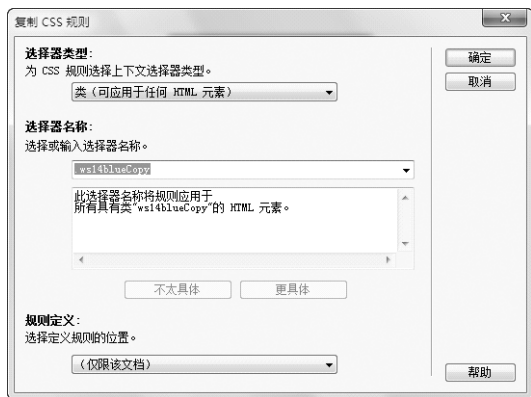 复制 CSS 规则
选择器类型:
为 CSS 规则选择上下文选择器类型。
类（可应用于任何 HTML 元素）
确定
取消
选择器名称:
选择或输入选择器名称。
ws14blueCopy
此选择器名称将规则应用于
所有具有类“ws14blueCopy”的 HTML 元素。
不太具体 更具体
规则定义:
选择定义规则的位置。
（仅限该文档）
帮助